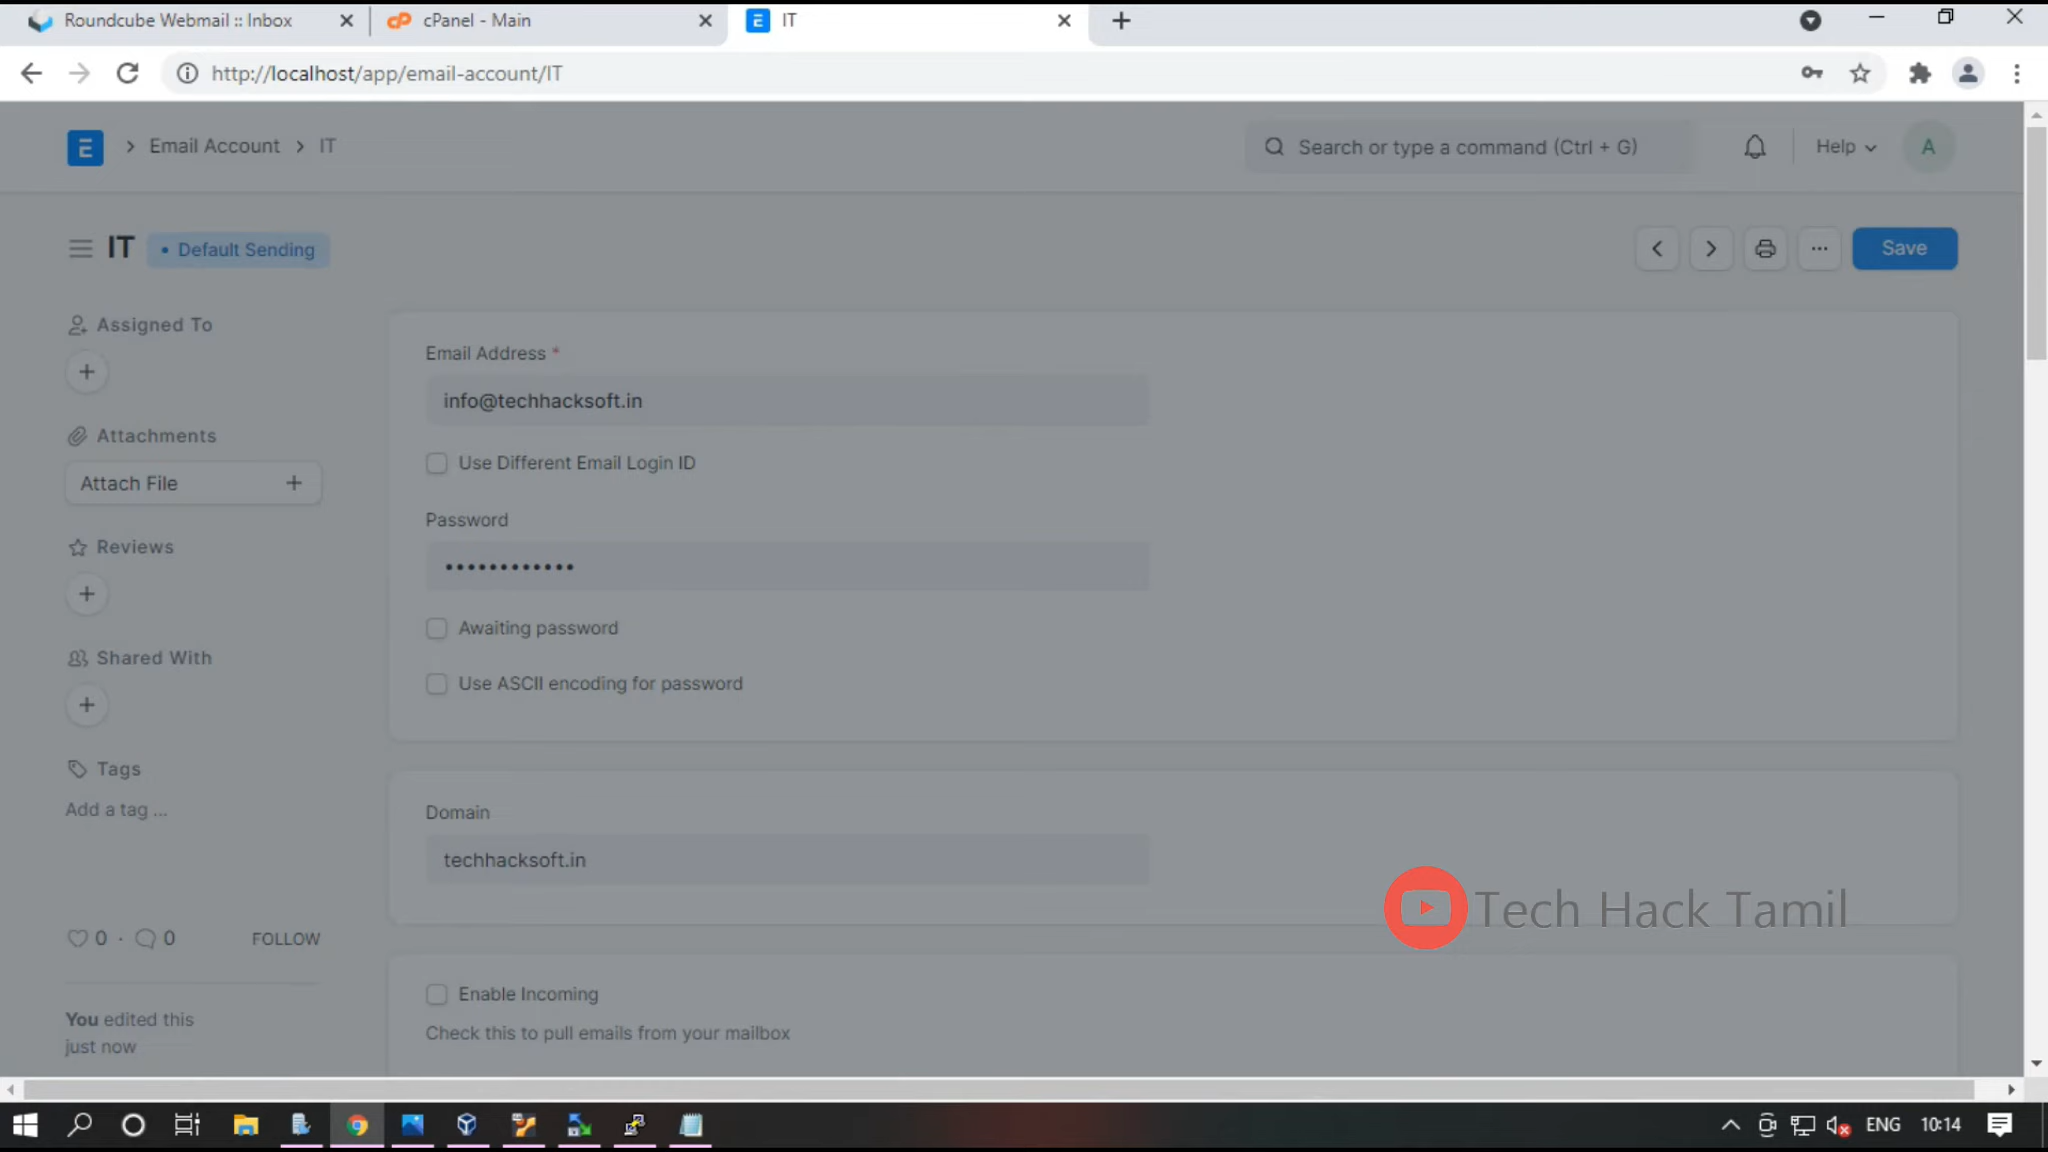 Roundcube Webmail :: Inbox
cPanel - Main
IT
http://localhost/app/email-account/IT
Email Account
IT
Search or type a command (Ctrl + G)
Help
A
IT
Default Sending
Save
Assigned To
Attachments
Attach File
Reviews
Shared With
Tags
Add a tag ...
0 · 0
FOLLOW
You edited this
just now
Email Address *
info@techhacksoft.in
Use Different Email Login ID
Password
Awaiting password
Use ASCII encoding for password
Domain
techhacksoft.in
Enable Incoming
Check this to pull emails from your mailbox
Tech Hack Tamil
ENG
10:14